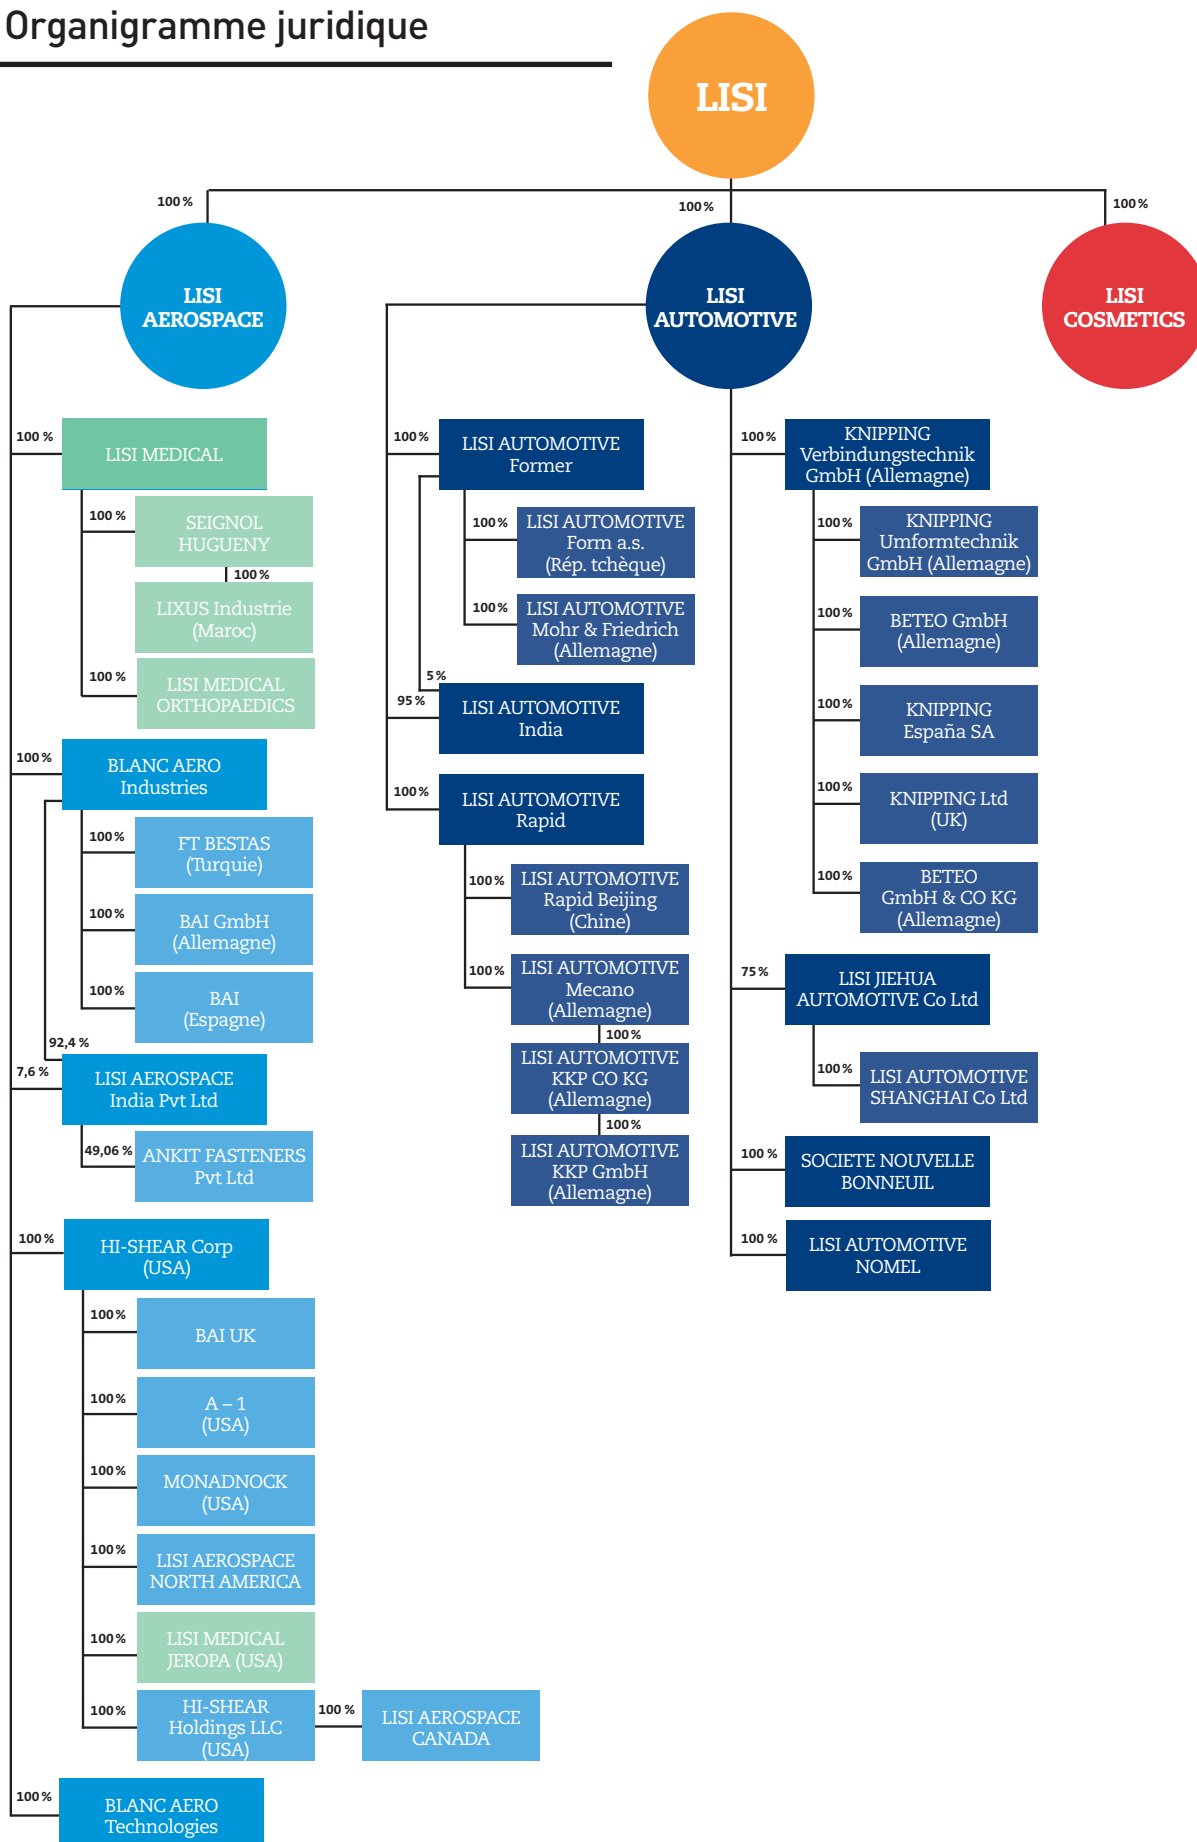 Organigramme juridique
LISI
100 %
100 %
100 %
LISI
AEROSPACE
LISI
AUTOMOTIVE
LISI
COSMETICS
100 %
LISI MEDICAL
100 %
SEIGNOL
HUGUENY
100 %
LIXUS Industrie
(Maroc)
100 %
LISI MEDICAL
ORTHOPAEDICS
100 %
BLANC AERO
Industries
100 %
FT BESTAS
(Turquie)
100 %
BAI GmbH
(Allemagne)
100 %
BAI
(Espagne)
92,4 %
7,6 %
LISI AEROSPACE
India Pvt Ltd
49,06 %
ANKIT FASTENERS
Pvt Ltd
100 %
HI-SHEAR Corp
(USA)
100 %
BAI UK
100 %
A – 1
(USA)
100 %
MONADNOCK
(USA)
100 %
LISI AEROSPACE
NORTH AMERICA
100 %
LISI MEDICAL
JEROPA (USA)
100 %
HI-SHEAR
Holdings LLC
(USA)
100 %
LISI AEROSPACE
CANADA
100 %
BLANC AERO
Technologies
100 %
LISI AUTOMOTIVE
Former
100 %
LISI AUTOMOTIVE
Form a.s.
(Rép. tchèque)
100 %
LISI AUTOMOTIVE
Mohr & Friedrich
(Allemagne)
5 %
95 %
LISI AUTOMOTIVE
India
100 %
LISI AUTOMOTIVE
Rapid
100 %
LISI AUTOMOTIVE
Rapid Beijing
(Chine)
100 %
LISI AUTOMOTIVE
Mecano
(Allemagne)
100 %
LISI AUTOMOTIVE
KKP CO KG
(Allemagne)
100 %
LISI AUTOMOTIVE
KKP GmbH
(Allemagne)
100 %
KNIPPING
Verbindungstechnik
GmbH (Allemagne)
100 %
KNIPPING
Umformtechnik
GmbH (Allemagne)
100 %
BETEO GmbH
(Allemagne)
100 %
KNIPPING
España SA
100 %
KNIPPING Ltd
(UK)
100 %
BETEO
GmbH & CO KG
(Allemagne)
75 %
LISI JIEHUA
AUTOMOTIVE Co Ltd
100 %
LISI AUTOMOTIVE
SHANGHAI Co Ltd
100 %
SOCIETE NOUVELLE
BONNEUIL
100 %
LISI AUTOMOTIVE
NOMEL